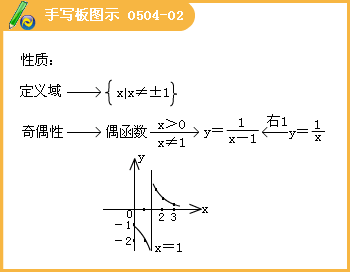 手写板图示 0504-02
性质:
定义域 ⟶ {x|x≠±1}
奇偶性 ⟶ 偶函数 x>0 x≠1 ⟶ y=1/(x-1) ⟵ 右1 y=1/x
y
0 2 3 x
-1
-2
x=1